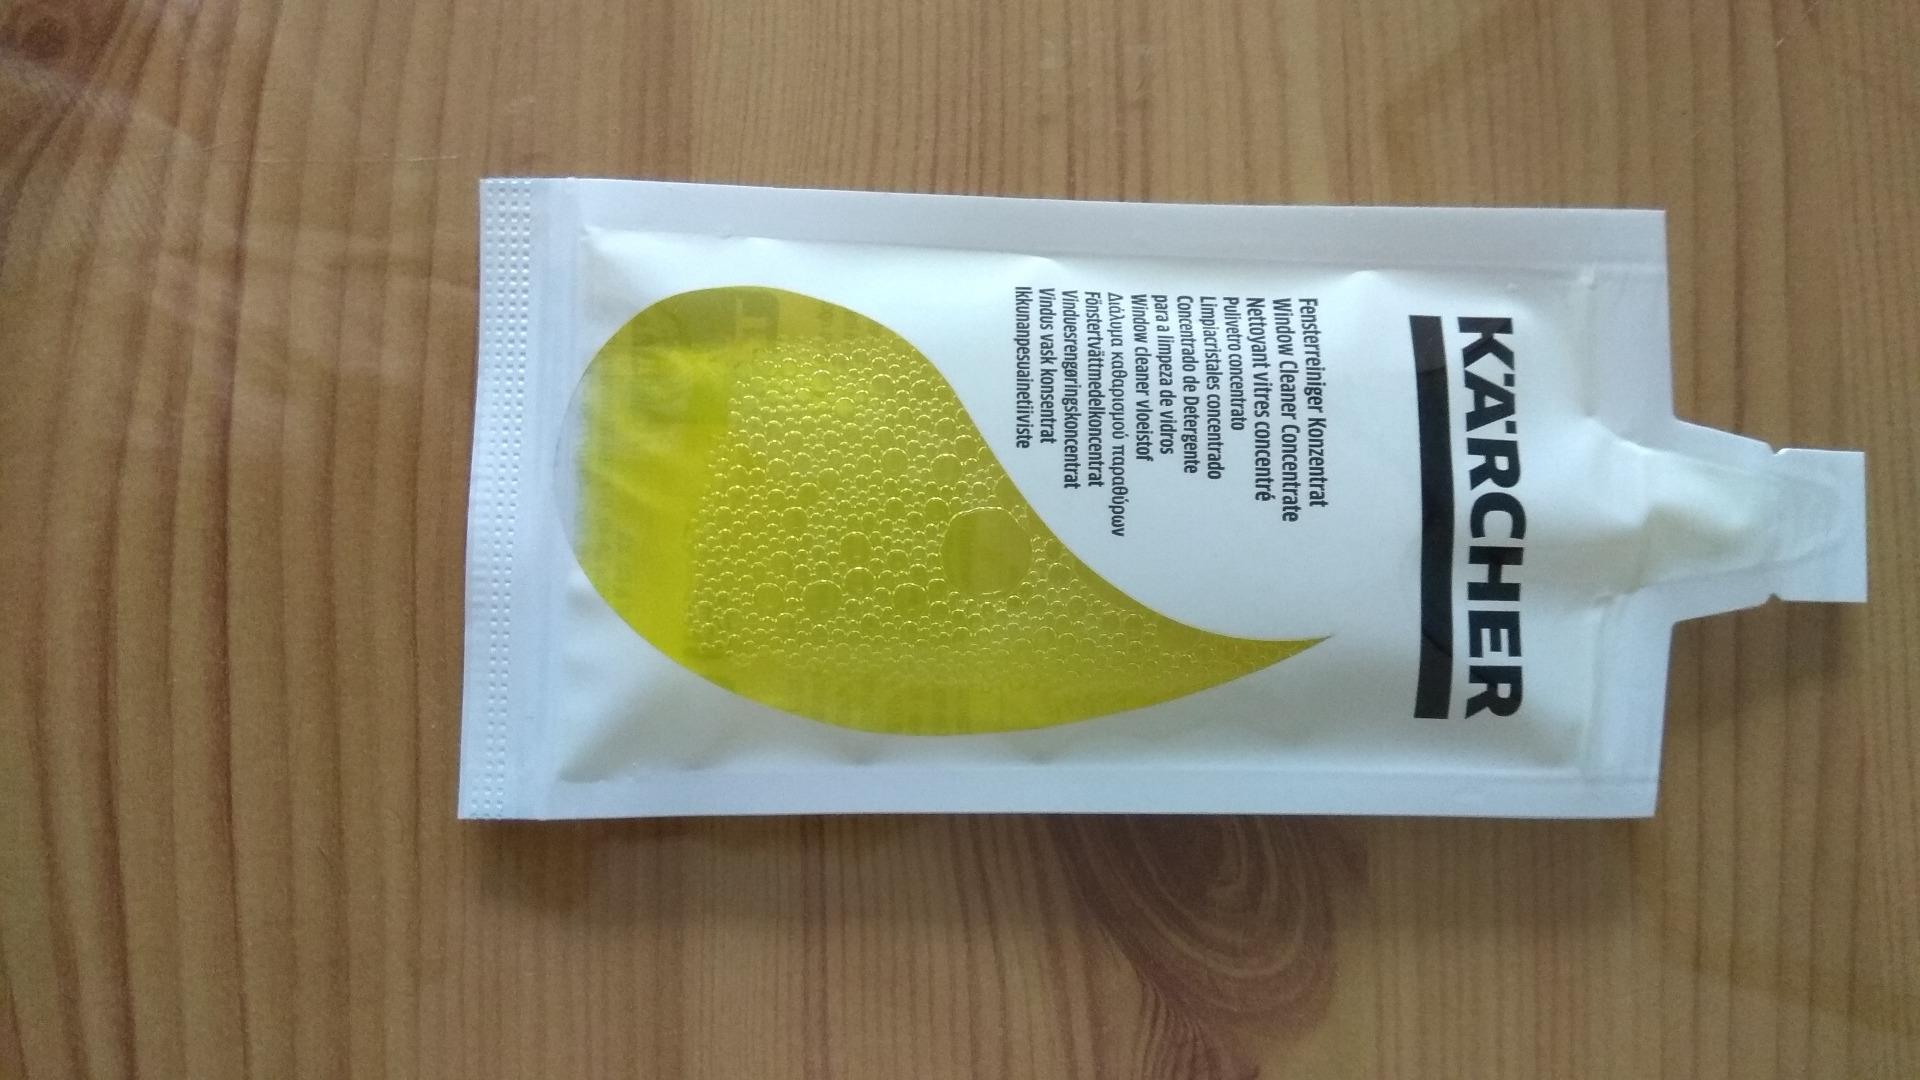 KÄRCHER
Fensterreiniger Konzentrat
Window Cleaner Concentrate
Nettoyant vitres concentré
Pulivetro concentrato
Limpiacristales concentrado
Concentrado de Detergente
para a limpeza de vidros
Window cleaner vloeistof
Διάλυμα καθαρισμού παραθύρων
Fönstertvättmedelkoncentrat
Vinduesrengøringskoncentrat
Vindus vask konsentrat
Ikkunanpesuainetiiviste